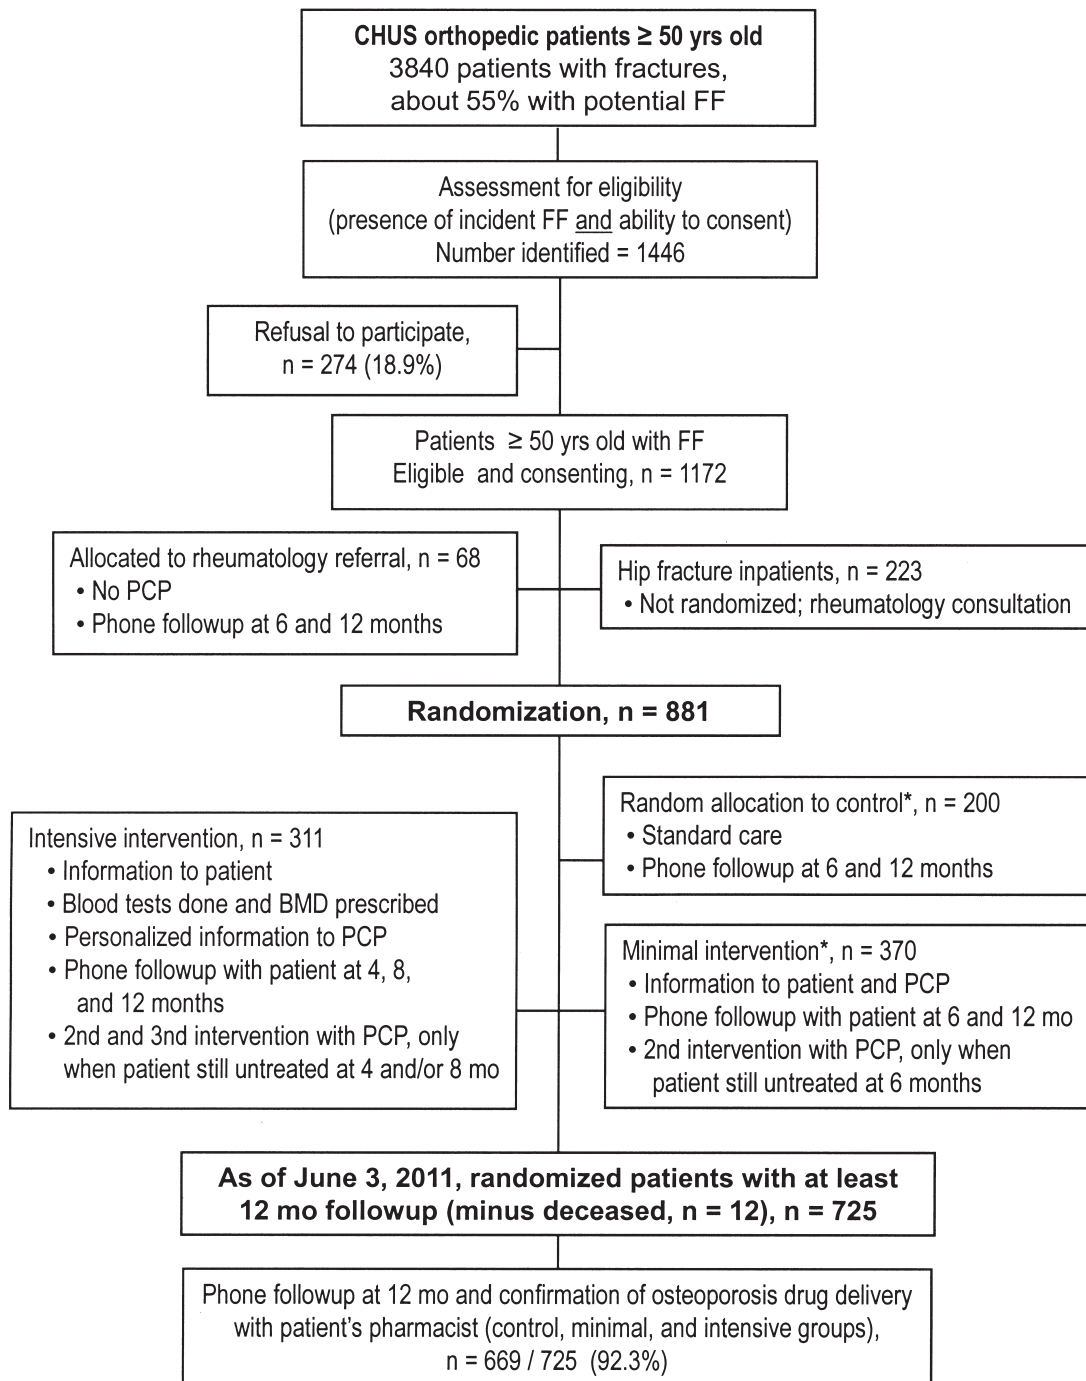 CHUS orthopedic patients ≥ 50 yrs old
3840 patients with fractures,
about 55% with potential FF
Assessment for eligibility
(presence of incident FF and ability to consent)
Number identified = 1446
Refusal to participate,
n = 274 (18.9%)
Patients ≥ 50 yrs old with FF
Eligible and consenting, n = 1172
Allocated to rheumatology referral, n = 68
• No PCP
• Phone followup at 6 and 12 months
Hip fracture inpatients, n = 223
• Not randomized; rheumatology consultation
Randomization, n = 881
Random allocation to control*, n = 200
• Standard care
• Phone followup at 6 and 12 months
Intensive intervention, n = 311
• Information to patient
• Blood tests done and BMD prescribed
• Personalized information to PCP
• Phone followup with patient at 4, 8,
and 12 months
• 2nd and 3nd intervention with PCP, only
when patient still untreated at 4 and/or 8 mo
Minimal intervention*, n = 370
• Information to patient and PCP
• Phone followup with patient at 6 and 12 mo
• 2nd intervention with PCP, only when
patient still untreated at 6 months
As of June 3, 2011, randomized patients with at least
12 mo followup (minus deceased, n = 12), n = 725
Phone followup at 12 mo and confirmation of osteoporosis drug delivery
with patient's pharmacist (control, minimal, and intensive groups),
n = 669 / 725 (92.3%)